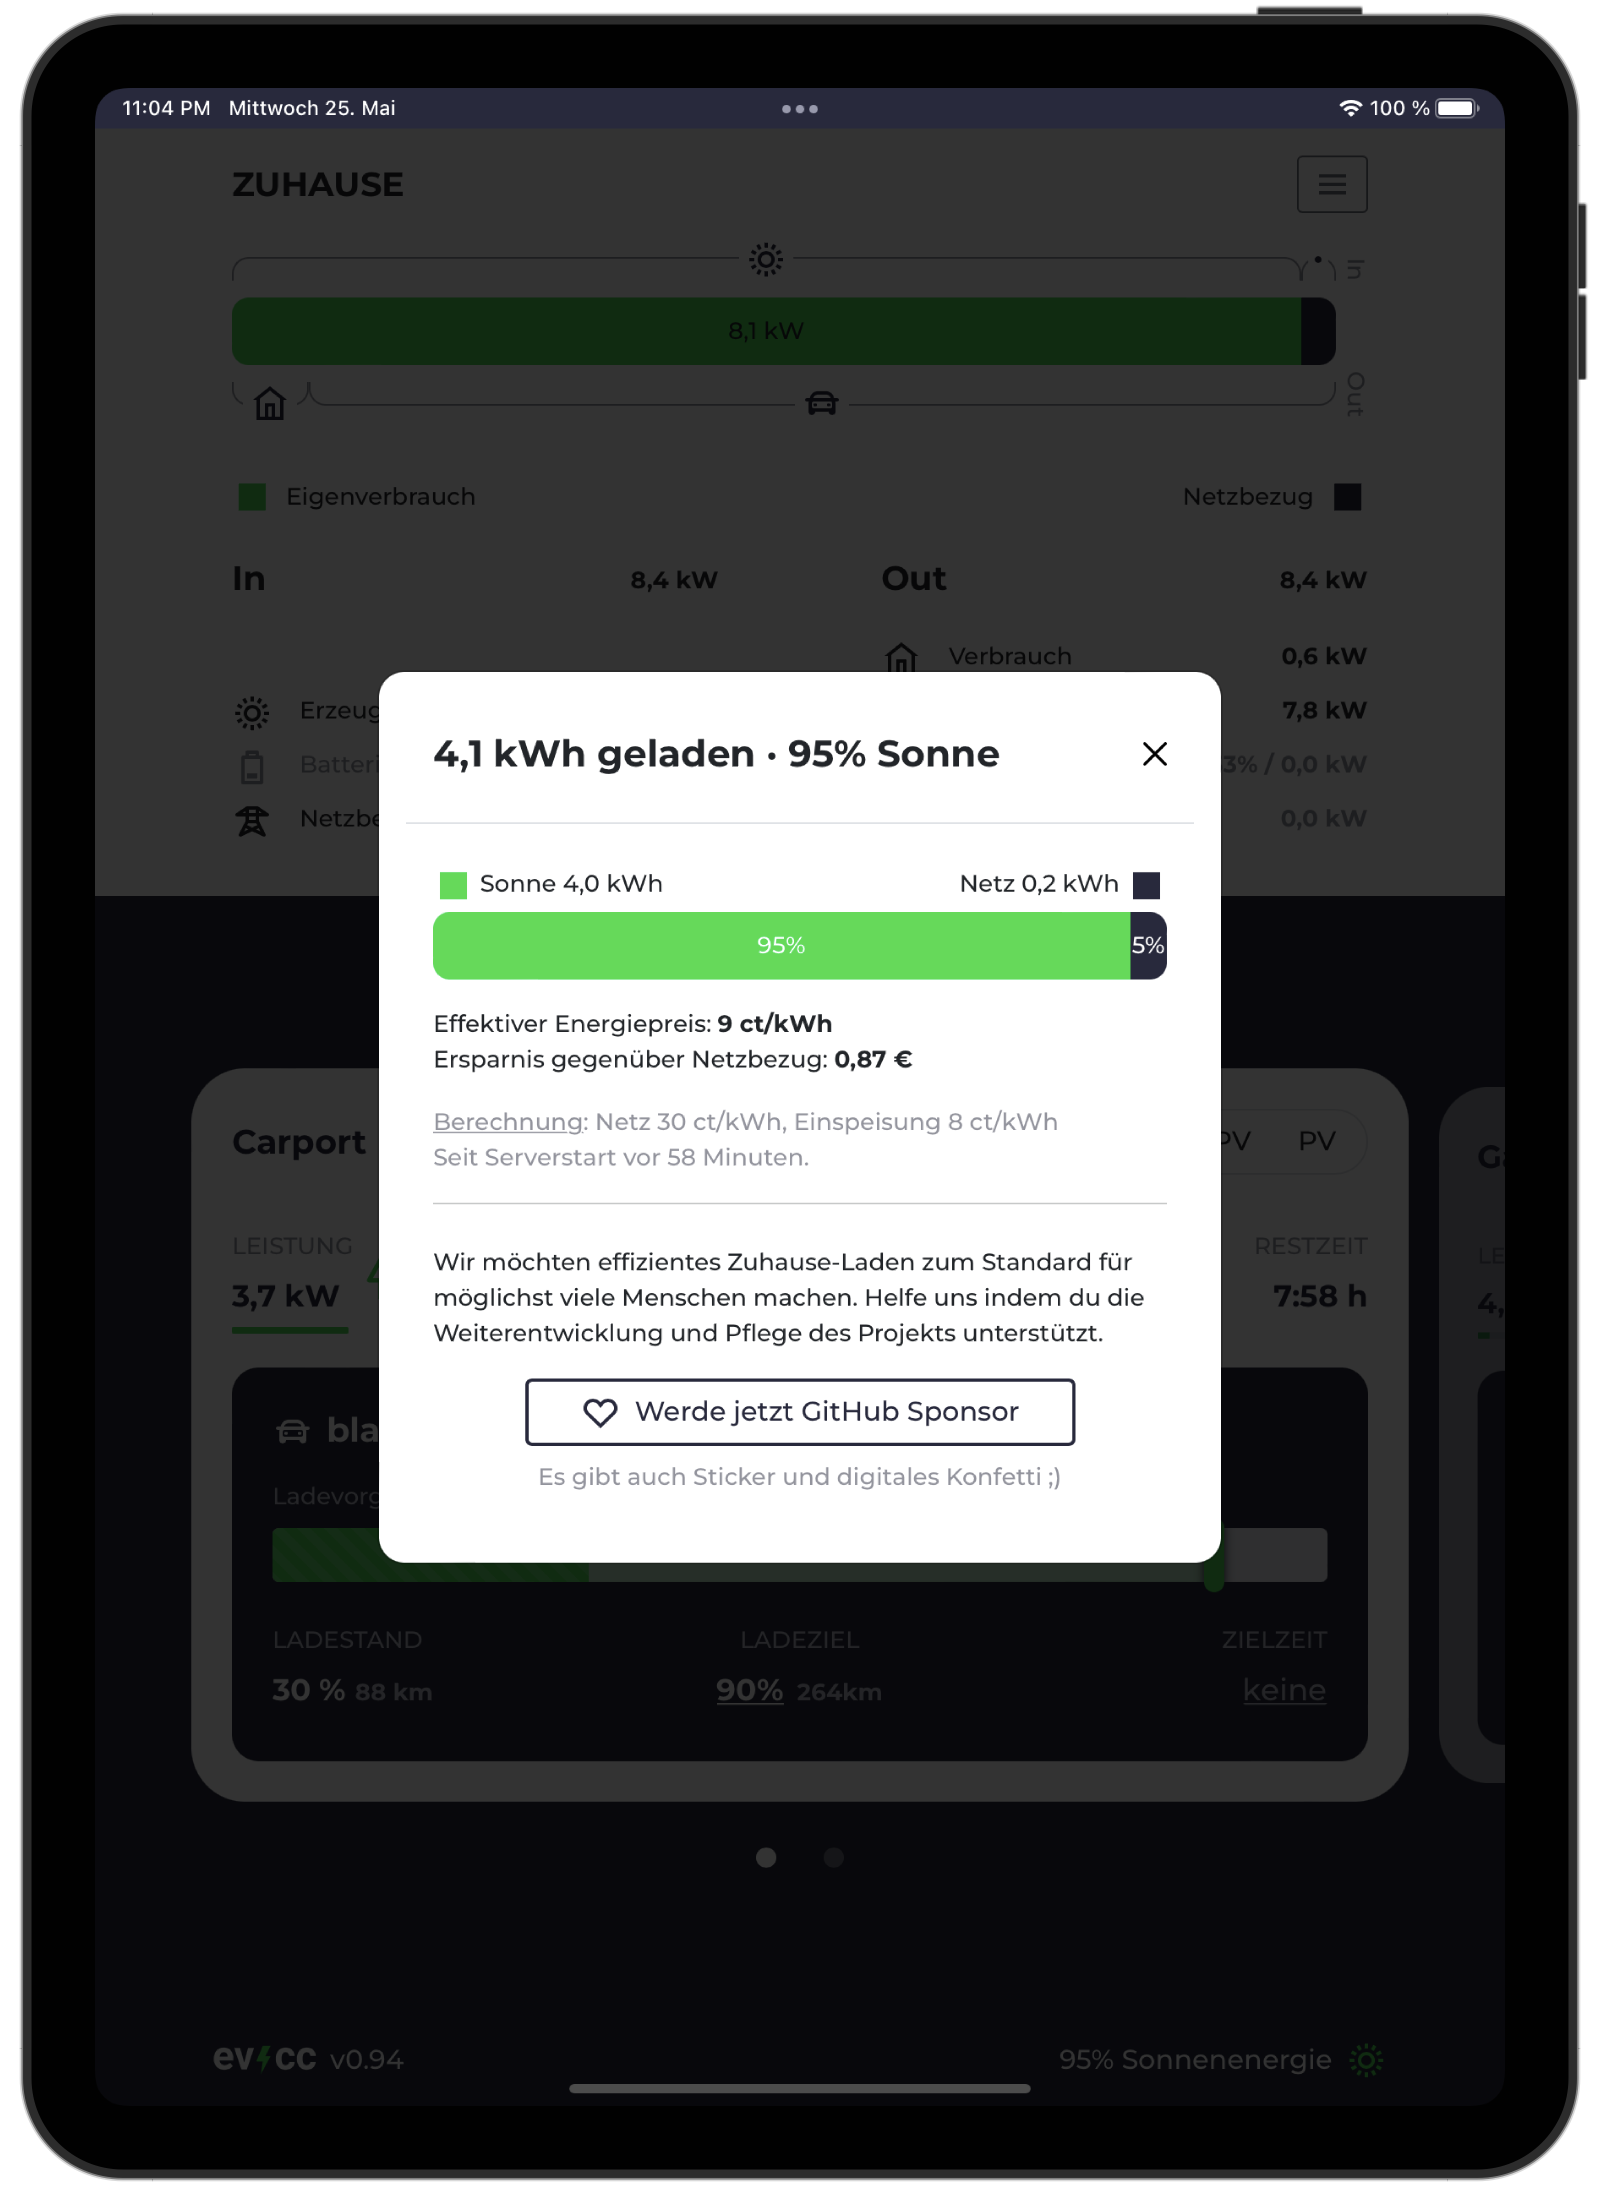 11:04 PM Mittwoch 25. Mai
100 %
ZUHAUSE
In
8,1 kW
Out
Eigenverbrauch
Netzbezug
In 8,4 kW
Out 8,4 kW
Verbrauch 0,6 kW
Erzeug
7,8 kW
Batteri
3% / 0,0 kW
Netzbe
0,0 kW
4,1 kWh geladen · 95% Sonne
Sonne 4,0 kWh
Netz 0,2 kWh
95%
5%
Effektiver Energiepreis: 9 ct/kWh
Ersparnis gegenüber Netzbezug: 0,87 €
Berechnung: Netz 30 ct/kWh, Einspeisung 8 ct/kWh
Seit Serverstart vor 58 Minuten.
Wir möchten effizientes Zuhause-Laden zum Standard für
möglichst viele Menschen machen. Helfe uns indem du die
Weiterentwicklung und Pflege des Projekts unterstützt.
Werde jetzt GitHub Sponsor
Es gibt auch Sticker und digitales Konfetti ;)
Carport
PV
PV
LEISTUNG
3,7 kW
RESTZEIT
7:58 h
bla
Ladevorg
LADESTAND
30 % 88 km
LADEZIEL
90% 264km
ZIELZEIT
keine
LE
4,
evcc v0.94
95% Sonnenenergie